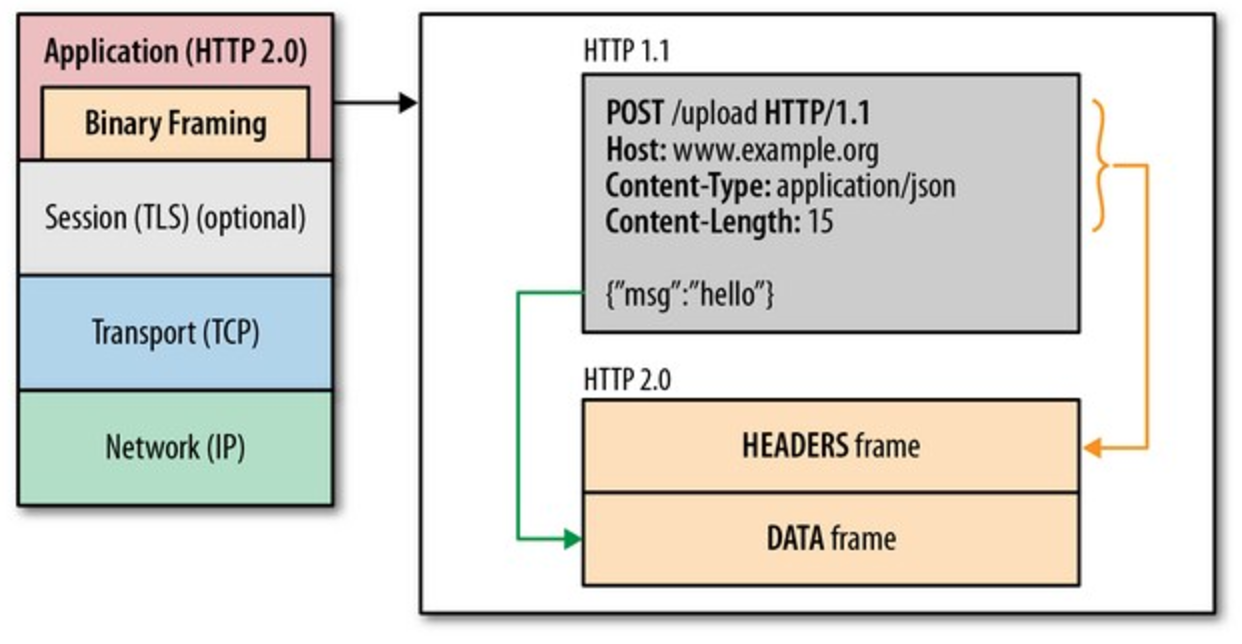 Application (HTTP 2.0)
Binary Framing
Session (TLS) (optional)
Transport (TCP)
Network (IP)
HTTP 1.1
POST /upload HTTP/1.1
Host: www.example.org
Content-Type: application/json
Content-Length: 15
{”msg”:”hello”}
HTTP 2.0
HEADERS frame
DATA frame